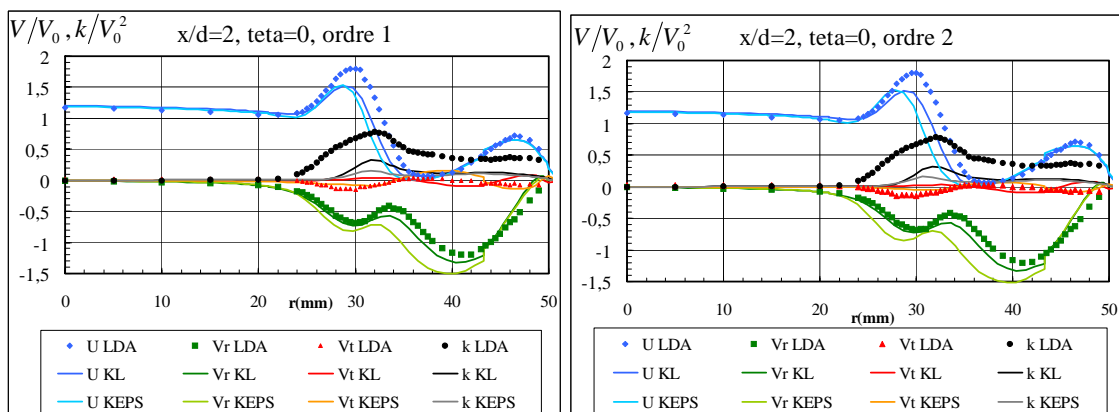 V/V₀ , k/V₀² x/d=2, teta=0, ordre 1
2
1,5
1
0,5
0
-0,5
-1
-1,5
0 10 20 30 40 50
r(mm)
U LDA Vr LDA Vt LDA k LDA
U KL Vr KL Vt KL k KL
U KEPS Vr KEPS Vt KEPS k KEPS
V/V₀ , k/V₀² x/d=2, teta=0, ordre 2
2
1,5
1
0,5
0
-0,5
-1
-1,5
0 10 20 30 40 50
r(mm)
U LDA Vr LDA Vt LDA k LDA
U KL Vr KL Vt KL k KL
U KEPS Vr KEPS Vt KEPS k KEPS